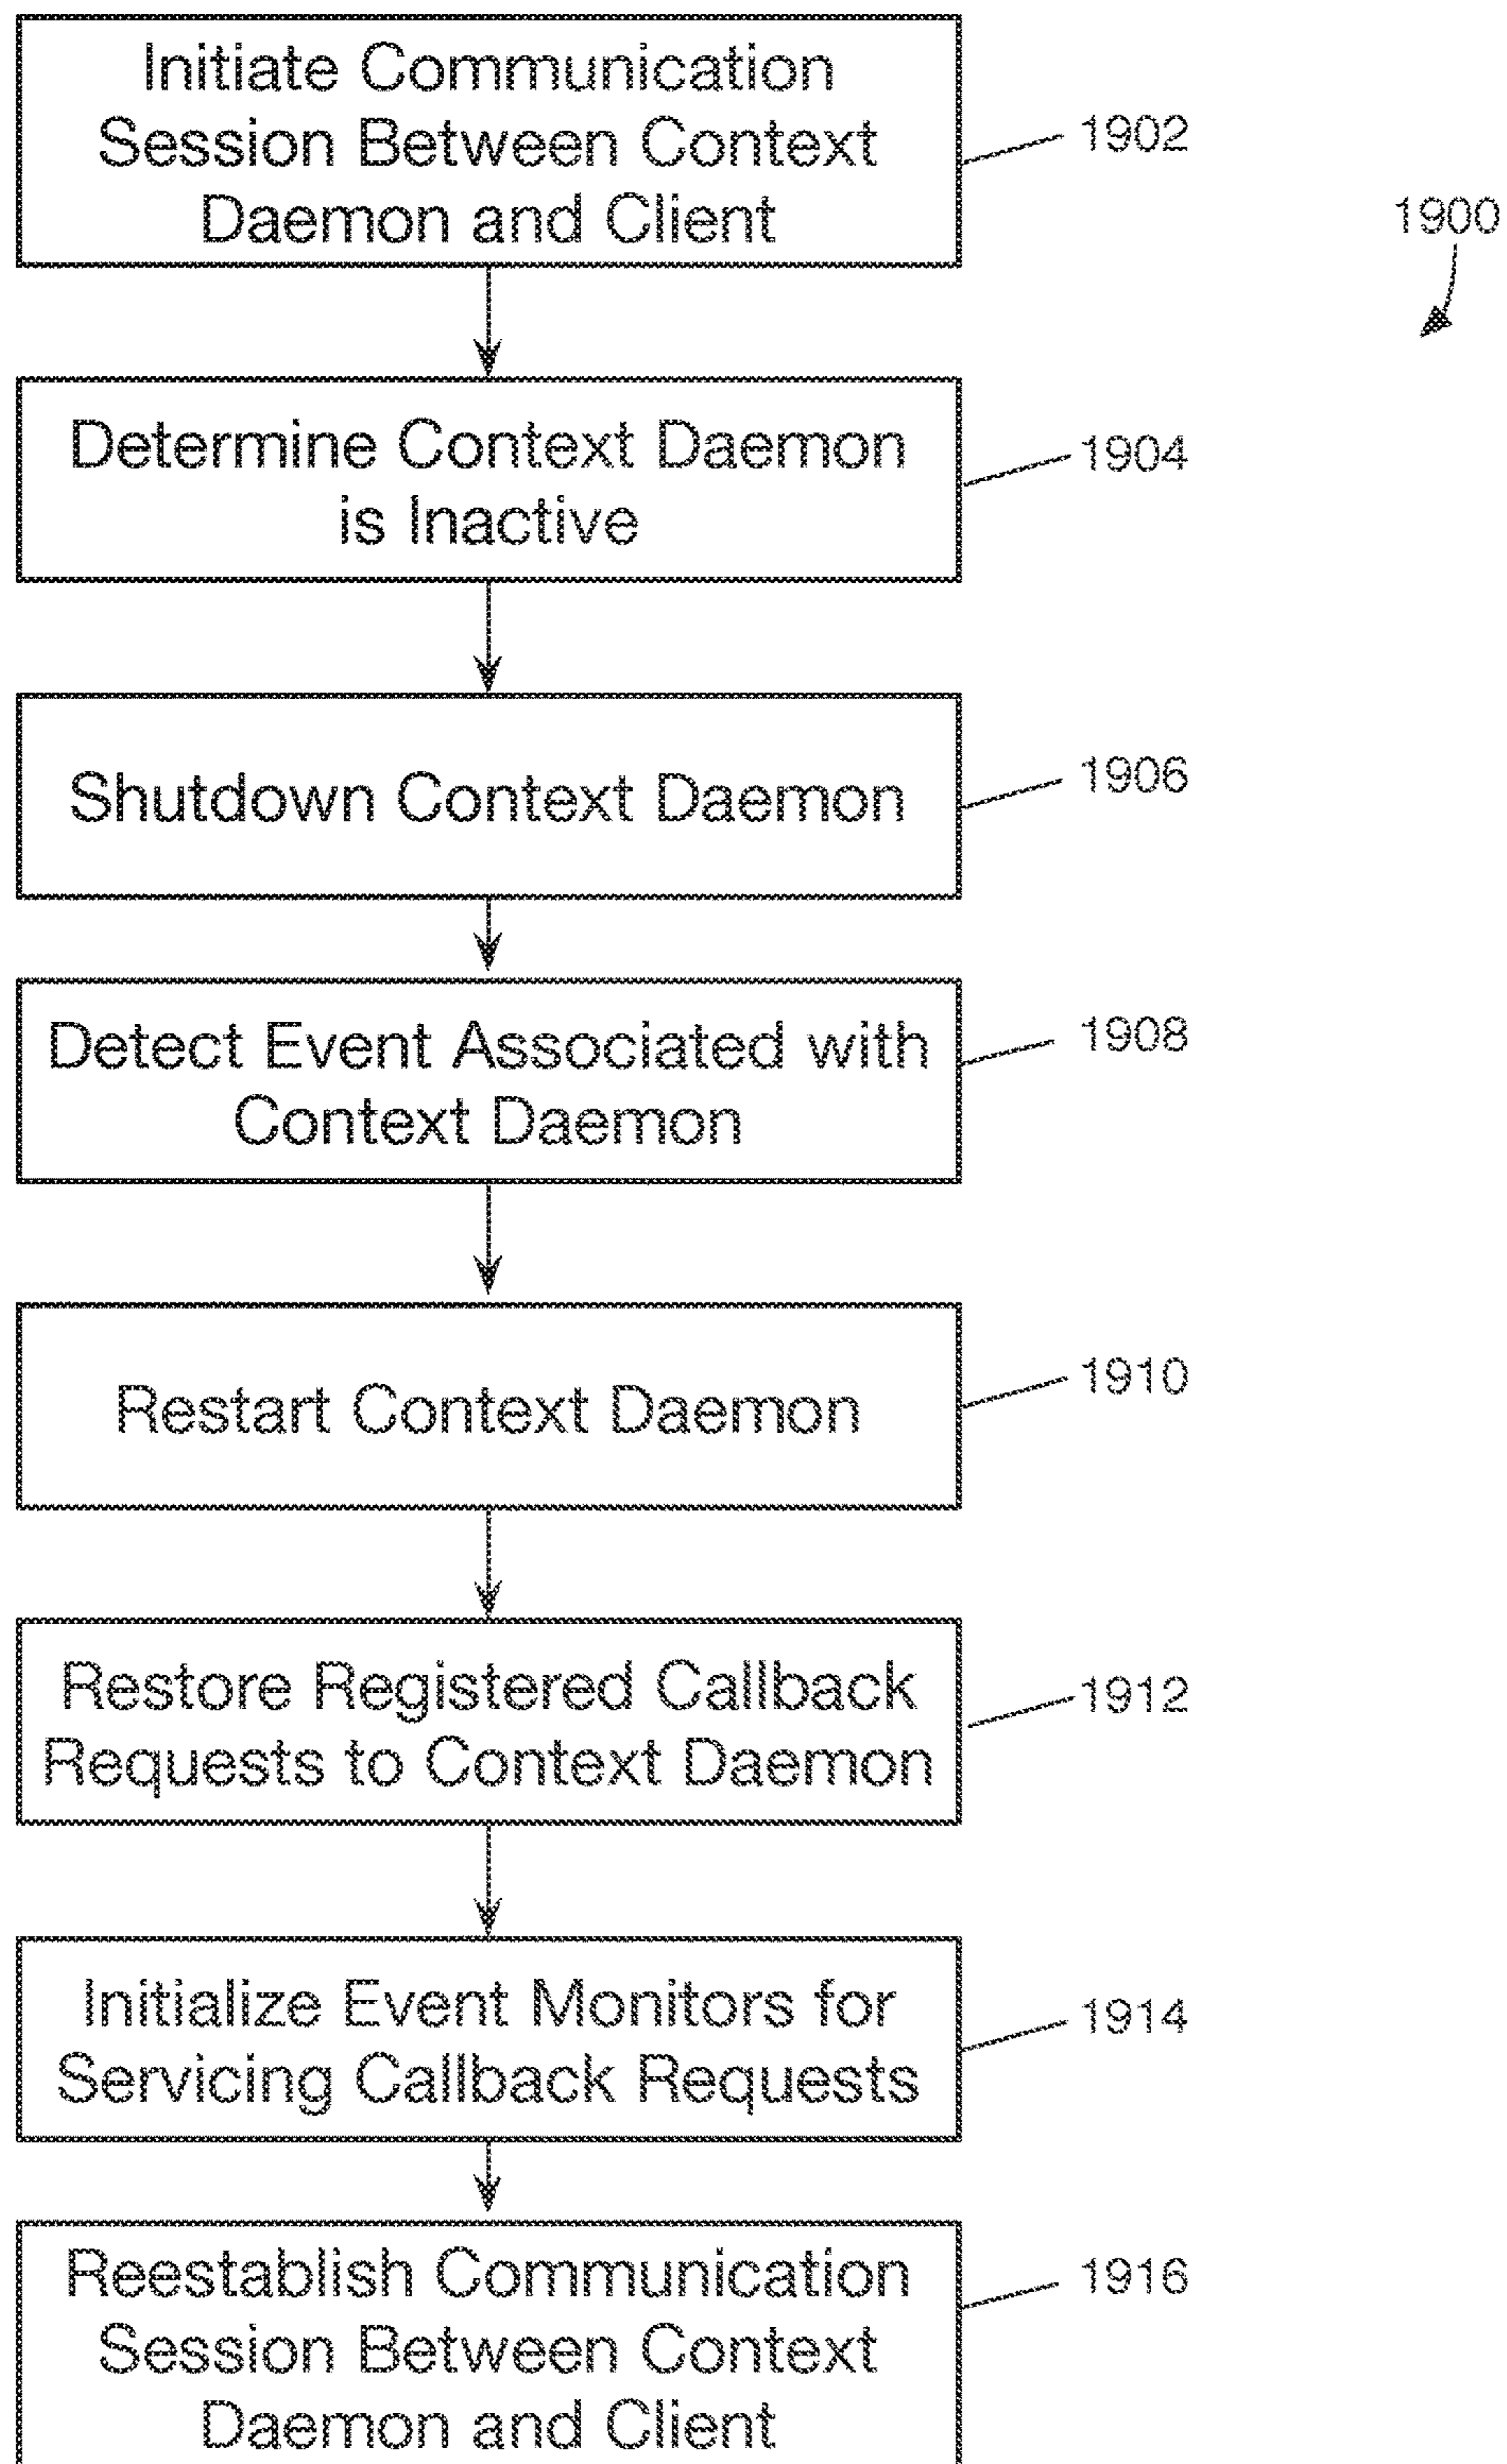 Initiate Communication
Session Between Context
Daemon and Client
1902
1900
Determine Context Daemon
is Inactive
1904
Shutdown Context Daemon
1906
Detect Event Associated with
Context Daemon
1908
Restart Context Daemon
1910
Restore Registered Callback
Requests to Context Daemon
1912
Initialize Event Monitors for
Servicing Callback Requests
1914
Reestablish Communication
Session Between Context
Daemon and Client
1916